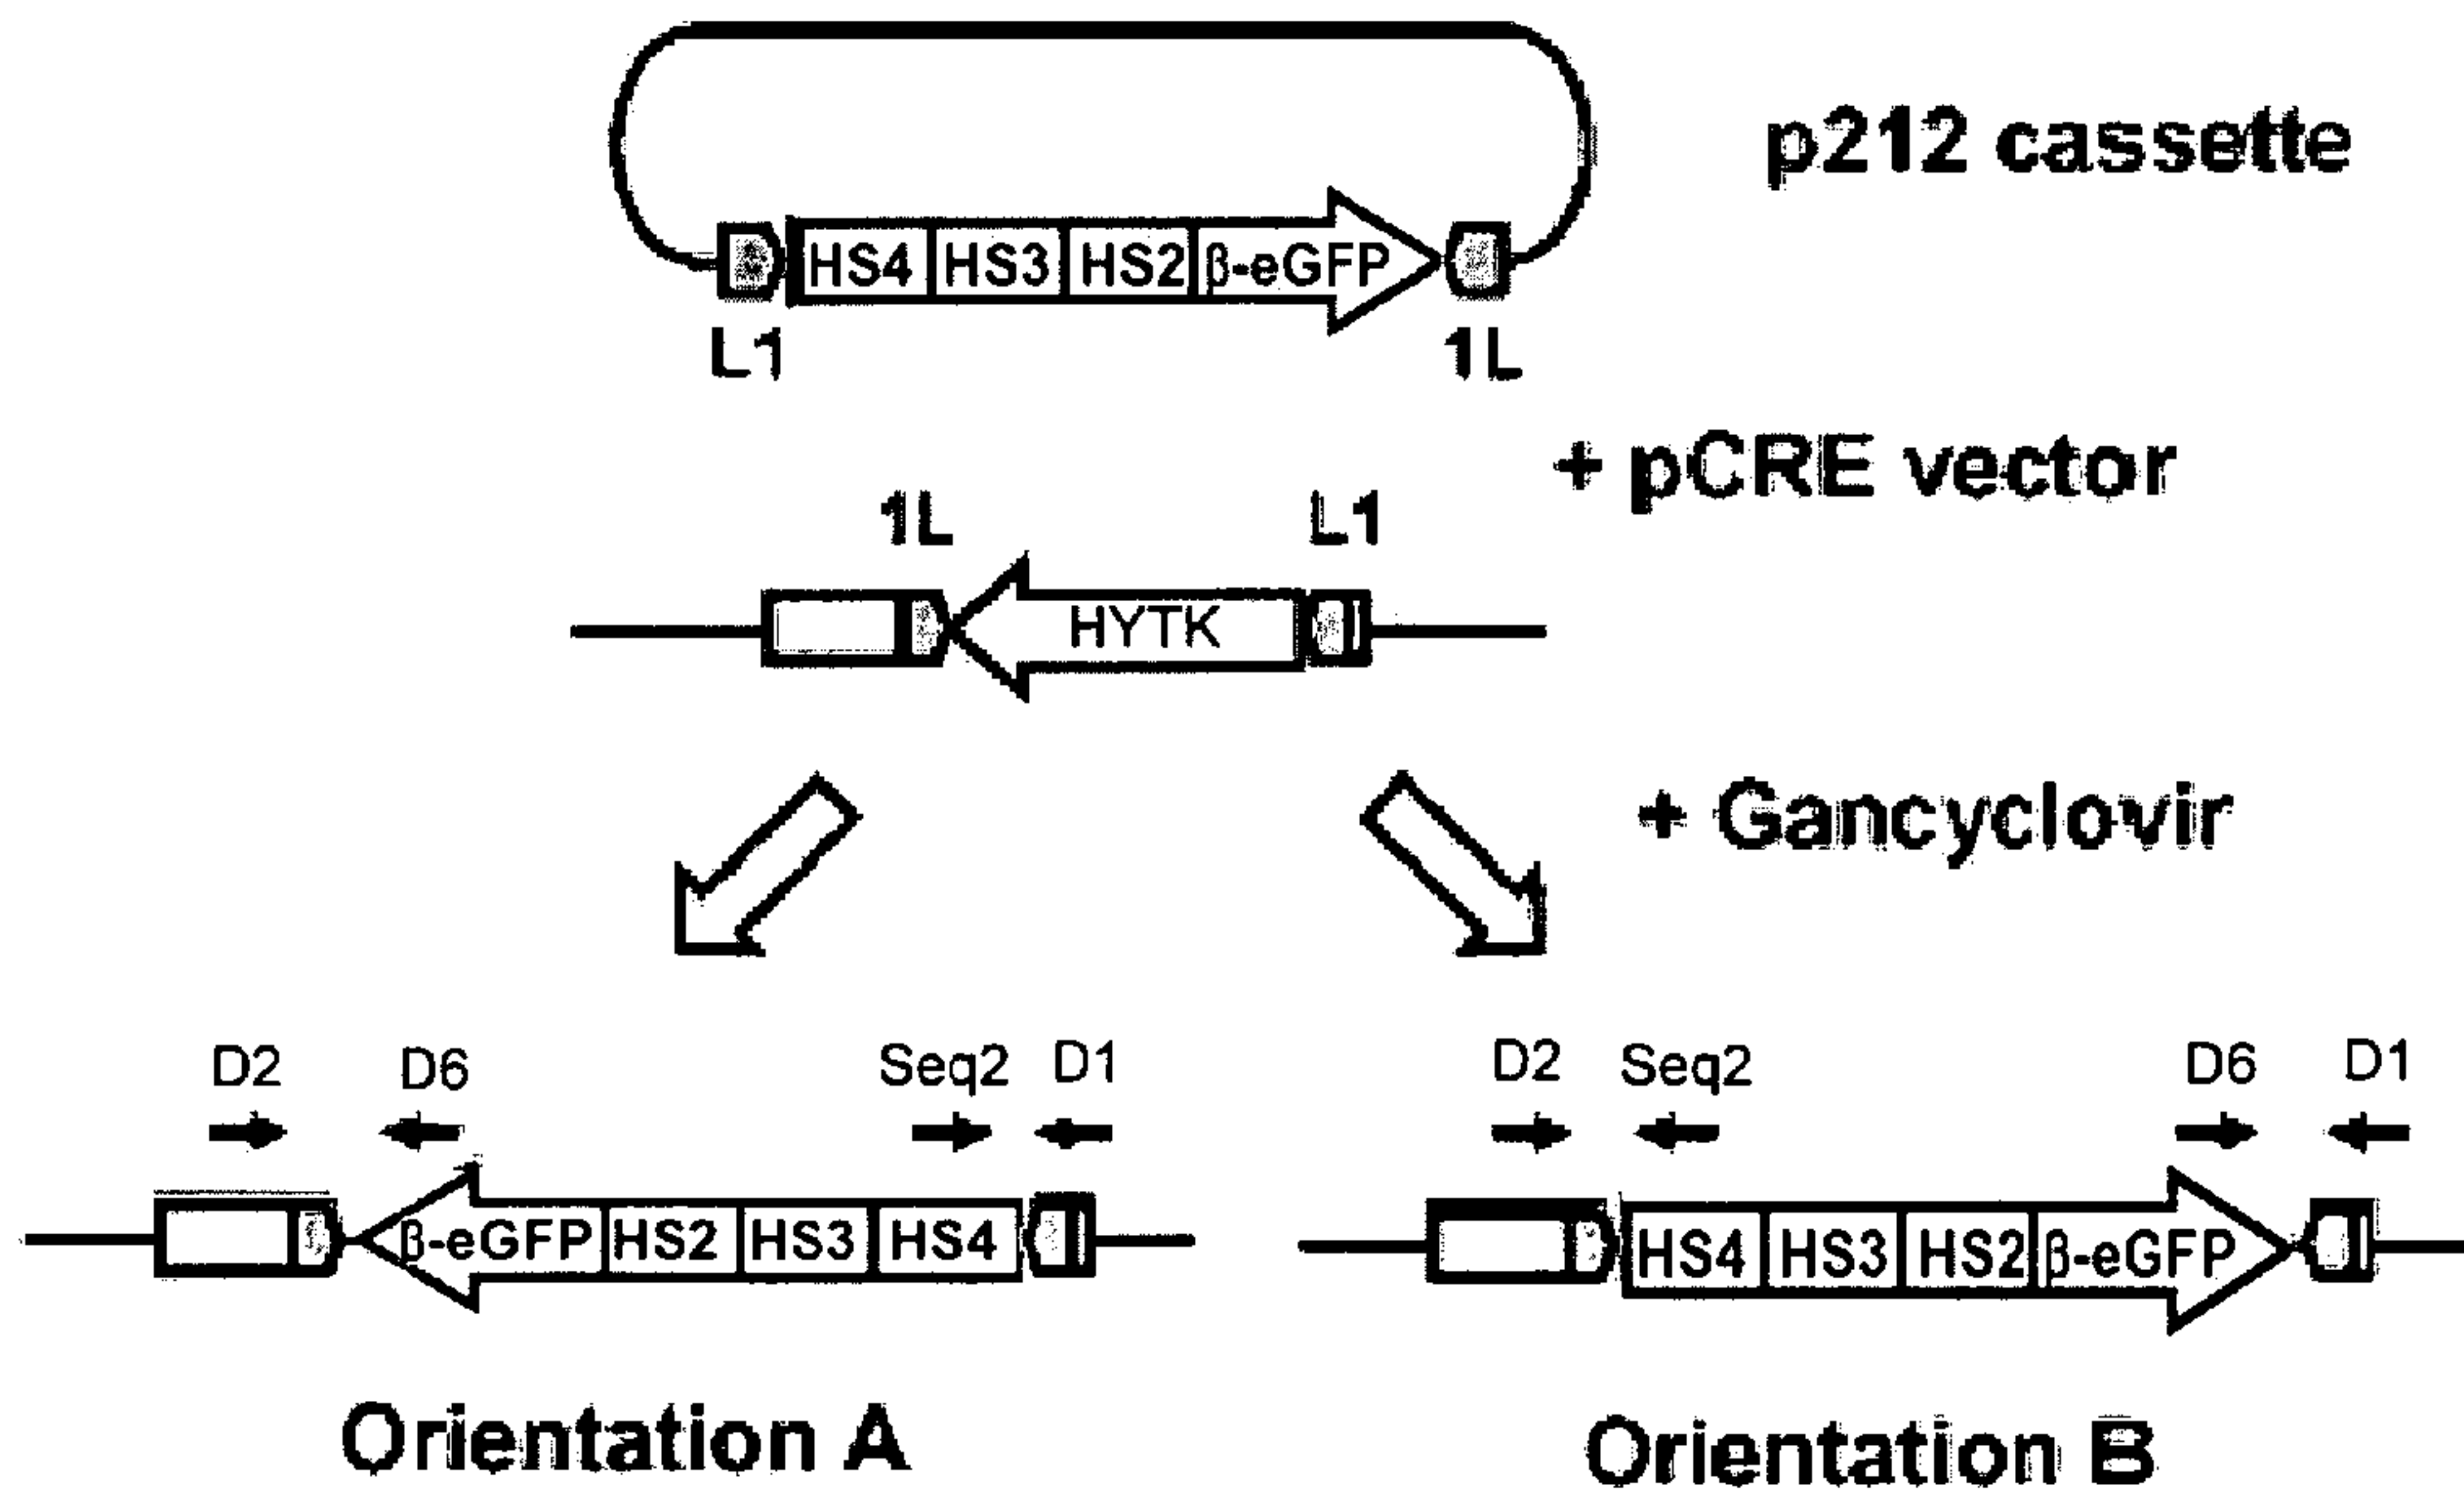 p212 cassette
HS4 HS3 HS2 β-eGFP
L1 1L
+ pCRE vector
1L L1
HYTK
+ Gancyclovir
D2 D6 Seq2 D1 D2 Seq2 D6 D1
β-eGFP HS2 HS3 HS4 HS4 HS3 HS2 β-eGFP
Orientation A Orientation B